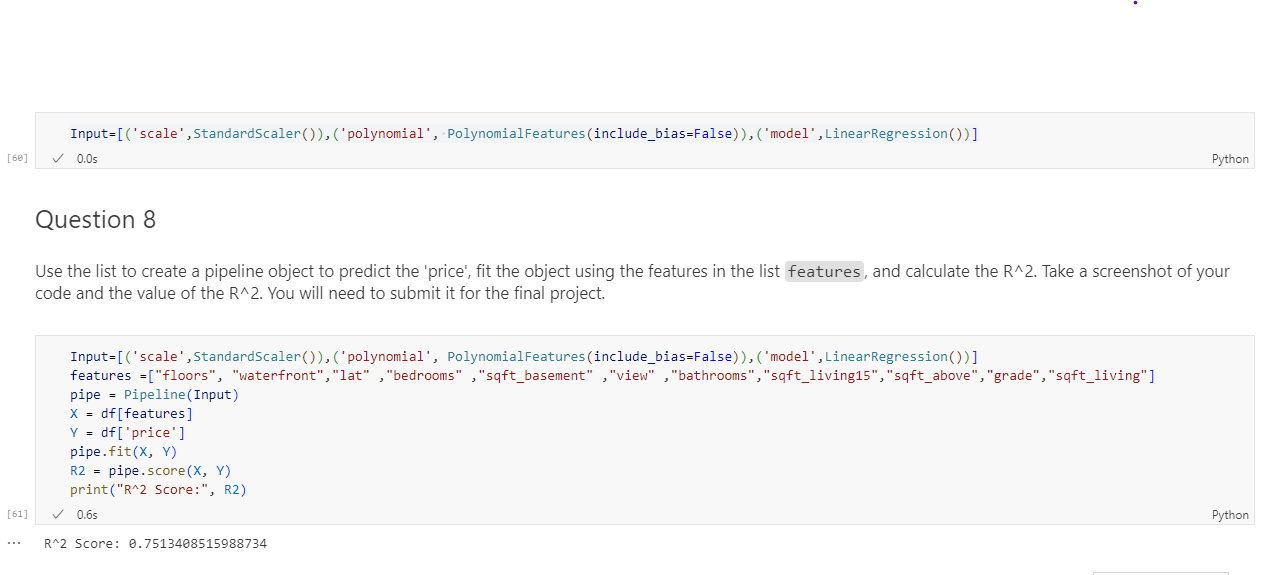 Input=[('scale',StandardScaler()),('polynomial', PolynomialFeatures(include_bias=False)),('model',LinearRegression())]
[60]
0.0s
Python
Question 8
Use the list to create a pipeline object to predict the 'price', fit the object using the features in the list features, and calculate the R^2. Take a screenshot of your
code and the value of the R^2. You will need to submit it for the final project.
Input=[('scale',StandardScaler()),('polynomial', PolynomialFeatures(include_bias=False)),('model',LinearRegression())]
features =["floors", "waterfront","lat" ,"bedrooms" ,"sqft_basement" ,"view" ,"bathrooms","sqft_living15","sqft_above","grade","sqft_living"]
pipe = Pipeline(Input)
X = df[features]
Y = df['price']
pipe.fit(X, Y)
R2 = pipe.score(X, Y)
print("R^2 Score:", R2)
[61]
0.6s
Python
... R^2 Score: 0.7513408515988734